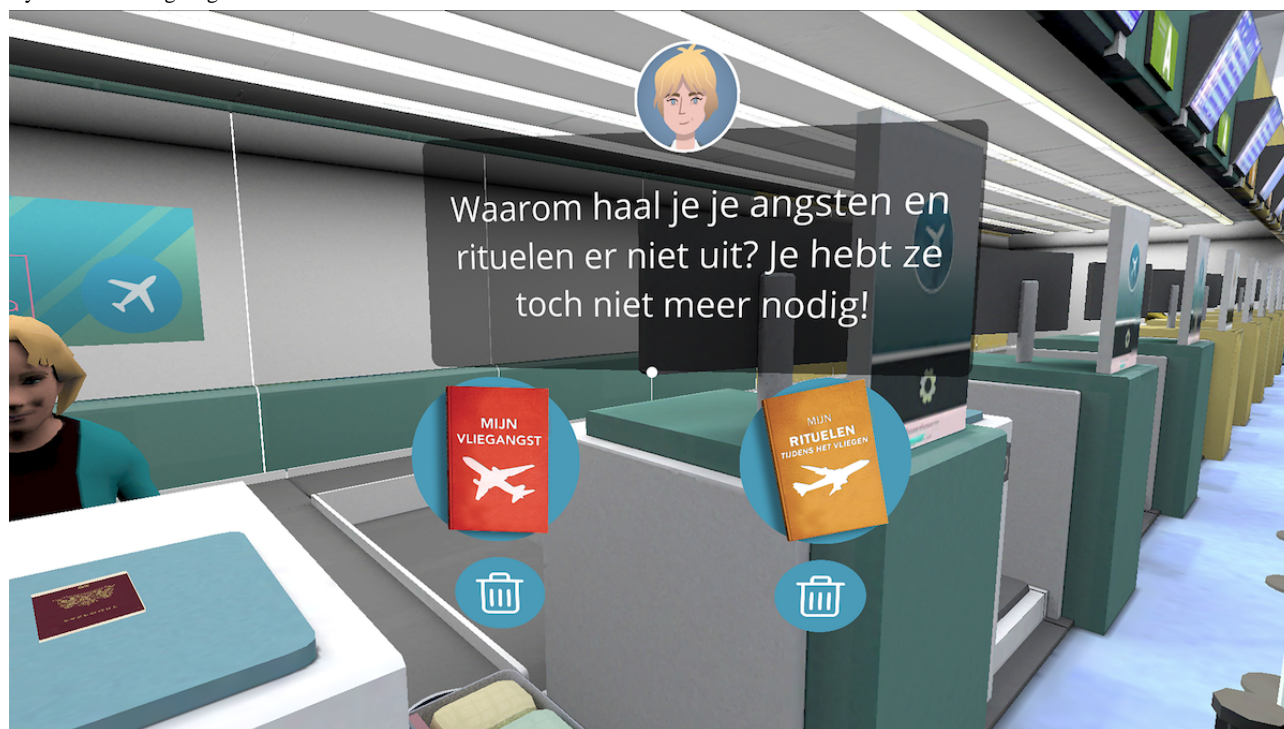 Waarom haal je je angsten en
rituelen er niet uit? Je hebt ze
toch niet meer nodig!
MIJN
VLIEGANGST
MIJN
RITUELEN
TIJDENS HET VLIEGEN